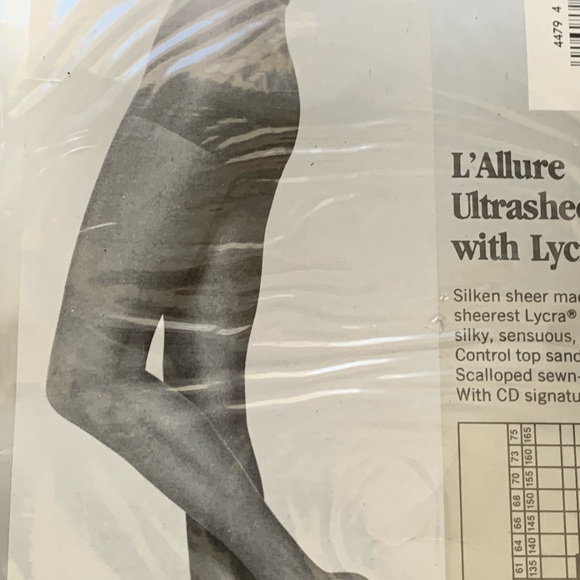 4479 4
L'Allure
Ultrashee
with Lyc
Silken sheer ma
sheerest Lycra®
silky, sensuous,
Control top sand
Scalloped sewn-
With CD signatu
75 165
73 160
70 155
68 150
66 145
64 140
61 135